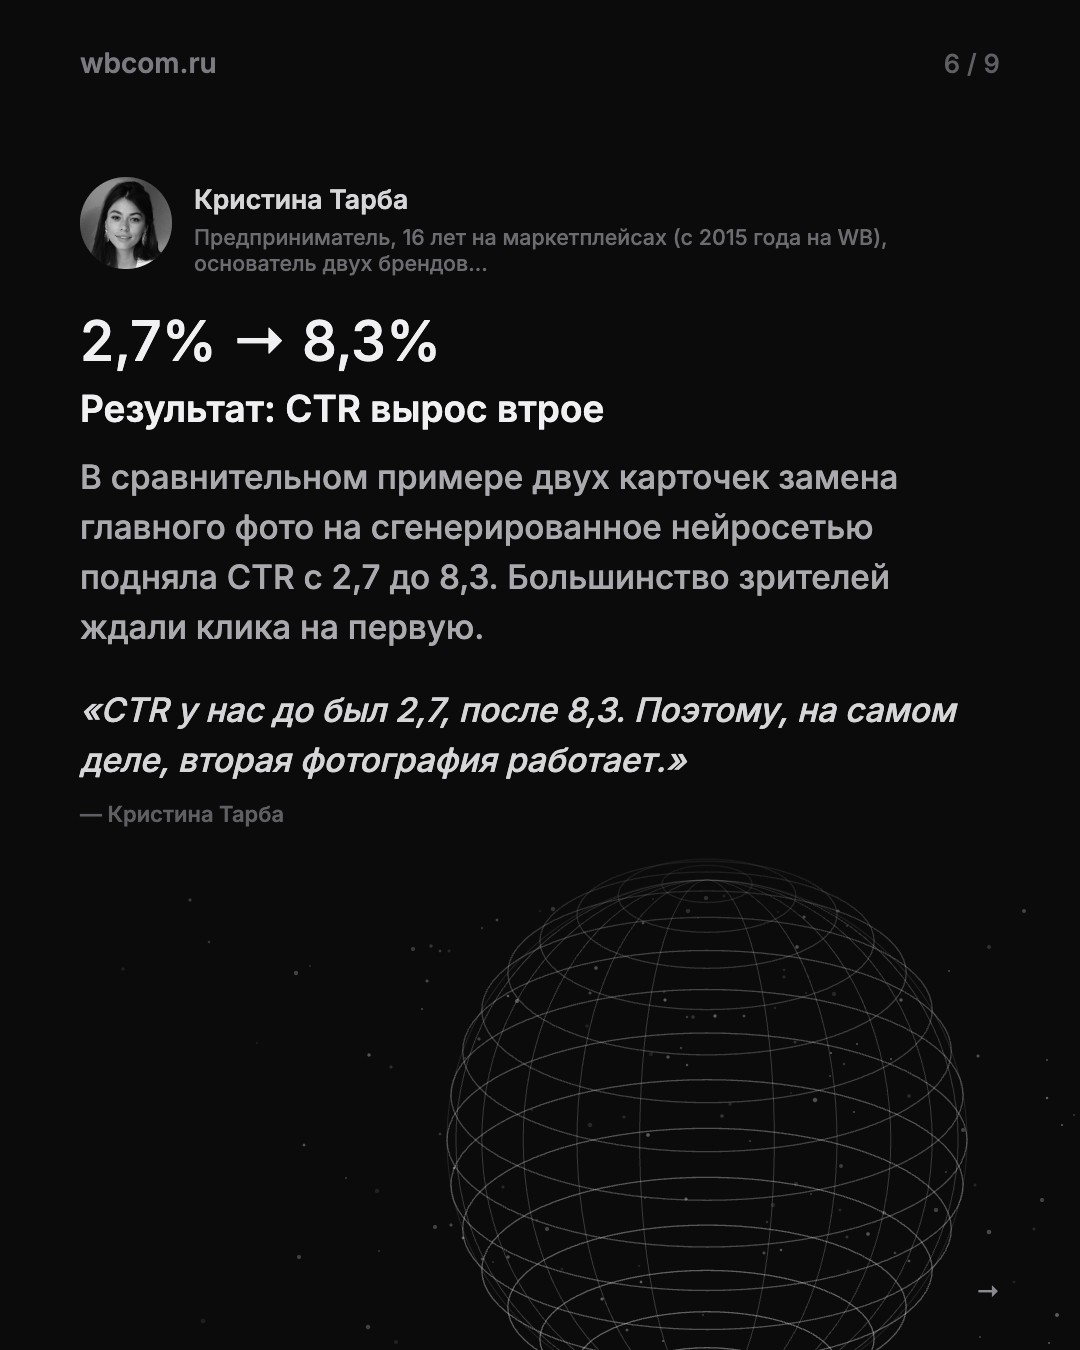 wbcom.ru
6 / 9
Кристина Тарба
Предприниматель, 16 лет на маркетплейсах (с 2015 года на WB),
основатель двух брендов...
2,7% → 8,3%
Результат: CTR вырос втрое
В сравнительном примере двух карточек замена
главного фото на сгенерированное нейросетью
подняла CTR с 2,7 до 8,3. Большинство зрителей
ждали клика на первую.
«CTR у нас до был 2,7, после 8,3. Поэтому, на самом
деле, вторая фотография работает.»
— Кристина Тарба
→